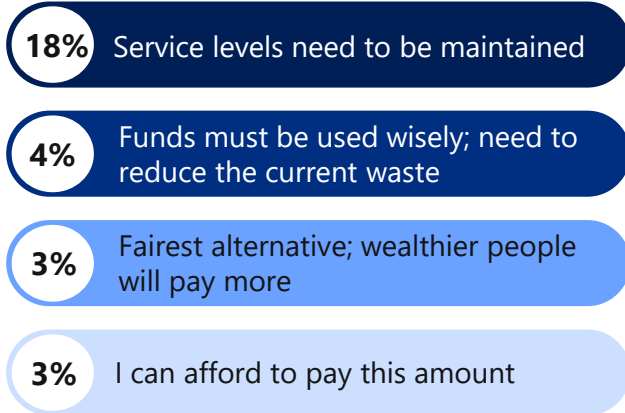 18% Service levels need to be maintained
4% Funds must be used wisely; need to
reduce the current waste
3% Fairest alternative; wealthier people
will pay more
3% I can afford to pay this amount